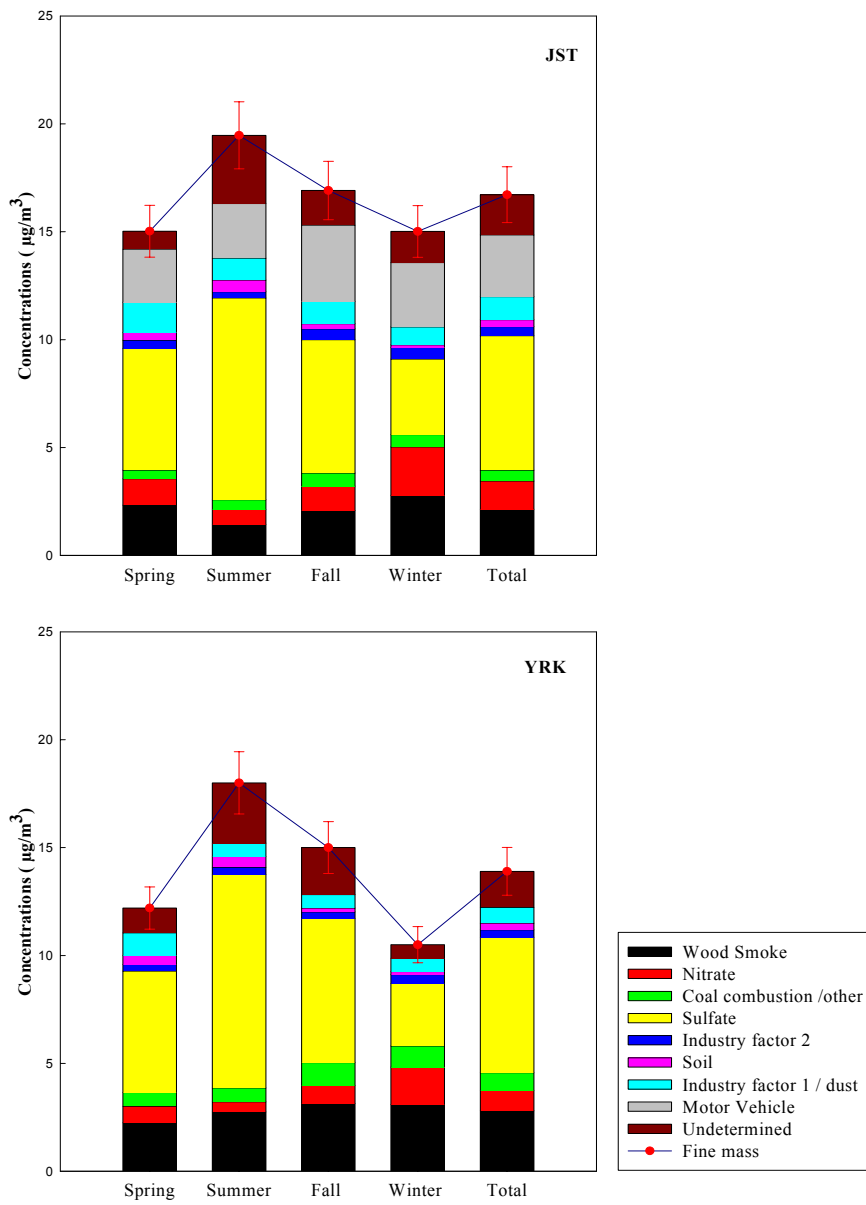 25
JST
20
15
10
5
0
Concentrations ( µg/m³)
Spring Summer Fall Winter Total
25
YRK
20
15
10
5
0
Concentrations ( µg/m³)
Spring Summer Fall Winter Total
Wood Smoke
Nitrate
Coal combustion /other
Sulfate
Industry factor 2
Soil
Industry factor 1 / dust
Motor Vehicle
Undetermined
Fine mass